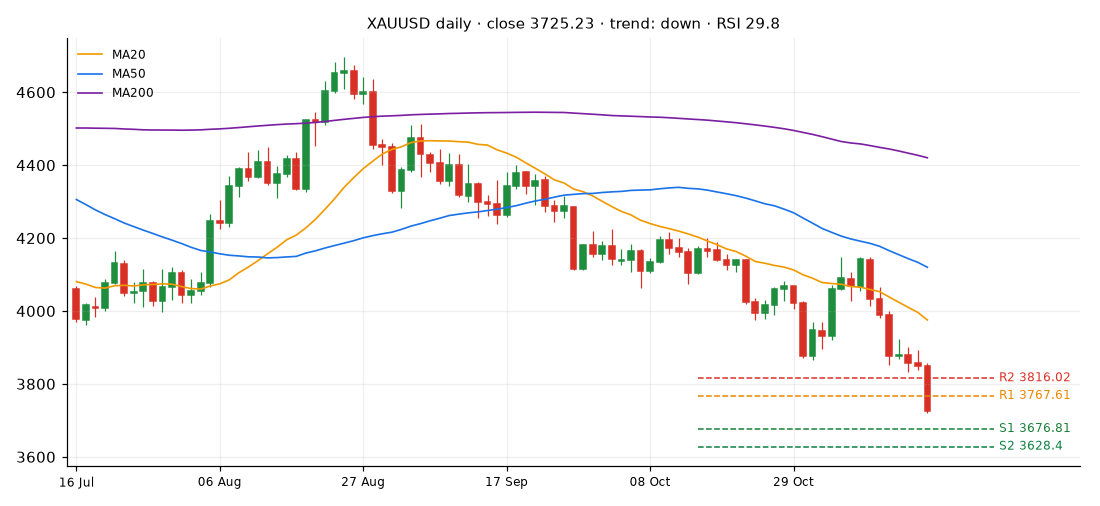 XAUUSD daily · close 3725.23 · trend: down · RSI 29.8
MA20
MA50
MA200
4600
4400
4200
4000
3800
3600
R2 3816.02
R1 3767.61
S1 3676.81
S2 3628.4
16 Jul 06 Aug 27 Aug 17 Sep 08 Oct 29 Oct